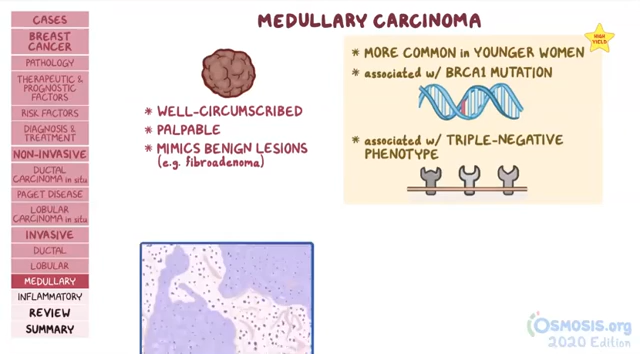 MEDULLARY CARCINOMA
CASES
BREAST
CANCER
PATHOLOGY
THERAPEUTIC &
PROGNOSTIC
FACTORS
RISK FACTORS
DIAGNOSIS &
TREATMENT
NON-INVASIVE
DUCTAL
CARCINOMA in situ
PAGET DISEASE
LOBULAR
CARCINOMA in situ
INVASIVE
DUCTAL
LOBULAR
MEDULLARY
INFLAMMATORY
REVIEW
SUMMARY
* WELL-CIRCUMSCRIBED
* PALPABLE
* MIMICS BENIGN LESIONS
(e.g. fibroadenoma)
HIGH
YIELD
* MORE COMMON in YOUNGER WOMEN
* associated w/ BRCA1 MUTATION
* associated w/ TRIPLE-NEGATIVE
PHENOTYPE
OSMOSIS.org
2020 Edition